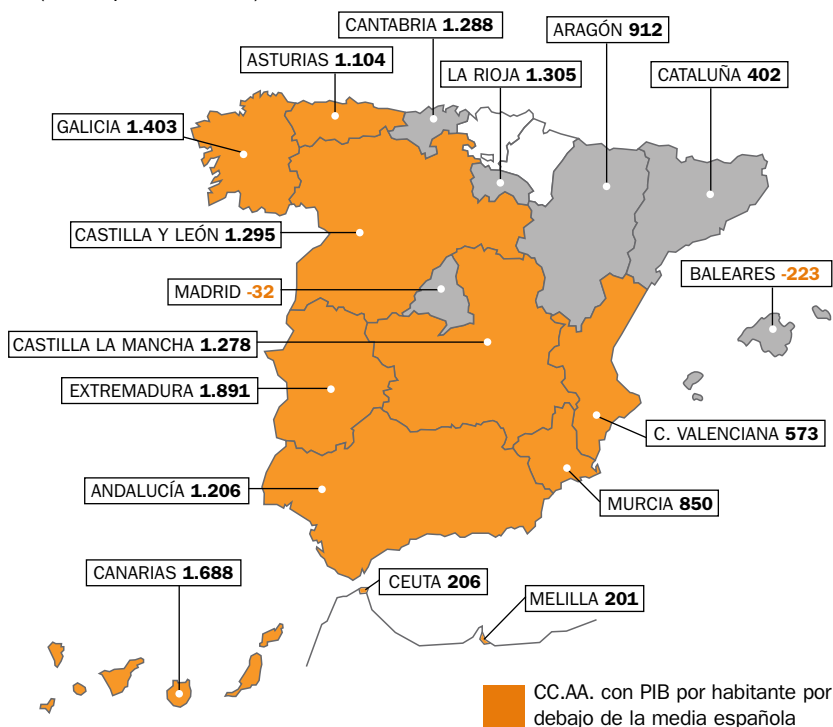 CANTABRIA 1.288
ARAGÓN 912
ASTURIAS 1.104
LA RIOJA 1.305
CATALUÑA 402
GALICIA 1.403
CASTILLA Y LEÓN 1.295
MADRID -32
BALEARES -223
CASTILLA LA MANCHA 1.278
EXTREMADURA 1.891
C. VALENCIANA 573
ANDALUCÍA 1.206
MURCIA 850
CANARIAS 1.688
CEUTA 206
MELILLA 201
CC.AA. con PIB por habitante por
debajo de la media española